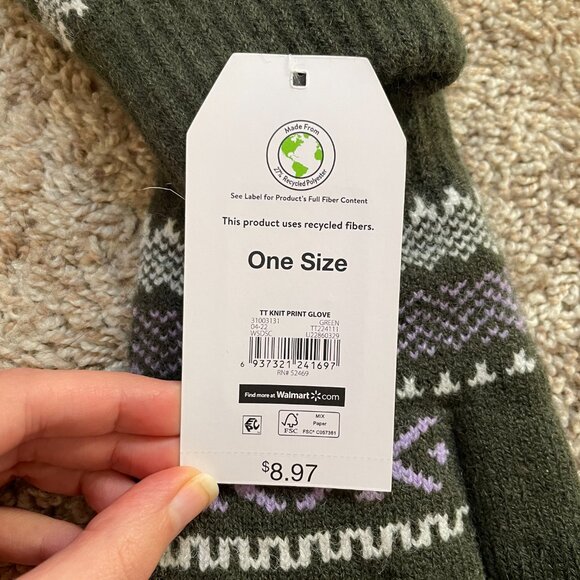 Made From
27% Recycled Polyester
See Label for Product's Full Fiber Content
This product uses recycled fibers.
One Size
TT KNIT PRINT GLOVE
31003131 GREEN
04-22 TT224111
WSDSC U22860329
6 937321 241697
RN# 52469
Find more at Walmart.com
FSC
MIX
Paper
FSC® C057361
$8.97